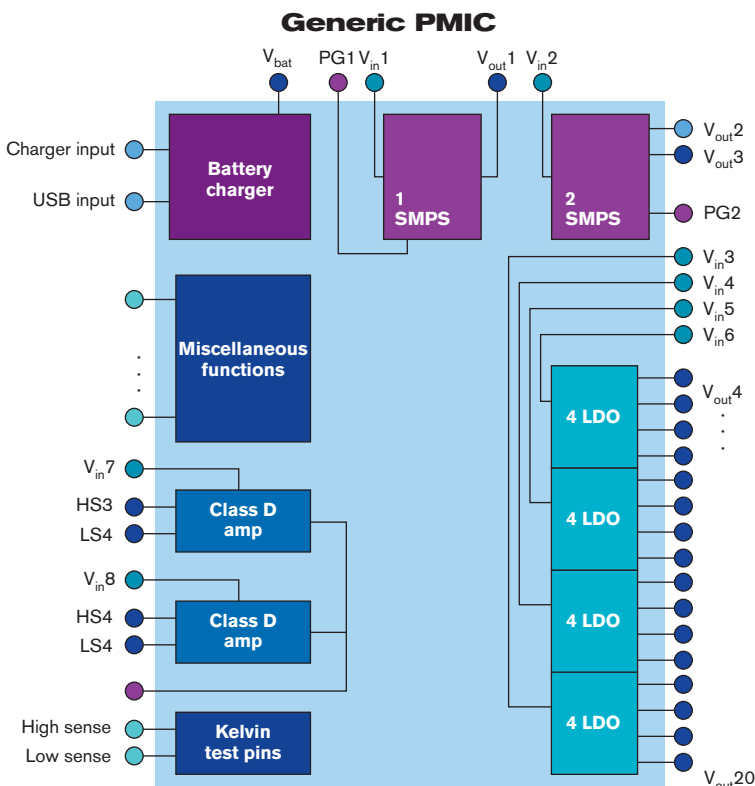 Generic PMIC
Vbat
PG1
Vin1
Vout1
Vin2
Charger input
USB input
Battery
charger
1
SMPS
2
SMPS
Vout2
Vout3
PG2
Vin3
Vin4
Vin5
Vin6
Miscellaneous
functions
.
.
.
Vin7
HS3
LS4
Class D
amp
Vin8
HS4
LS4
Class D
amp
High sense
Low sense
Kelvin
test pins
4 LDO
4 LDO
4 LDO
4 LDO
Vout4
.
.
.
Vout20